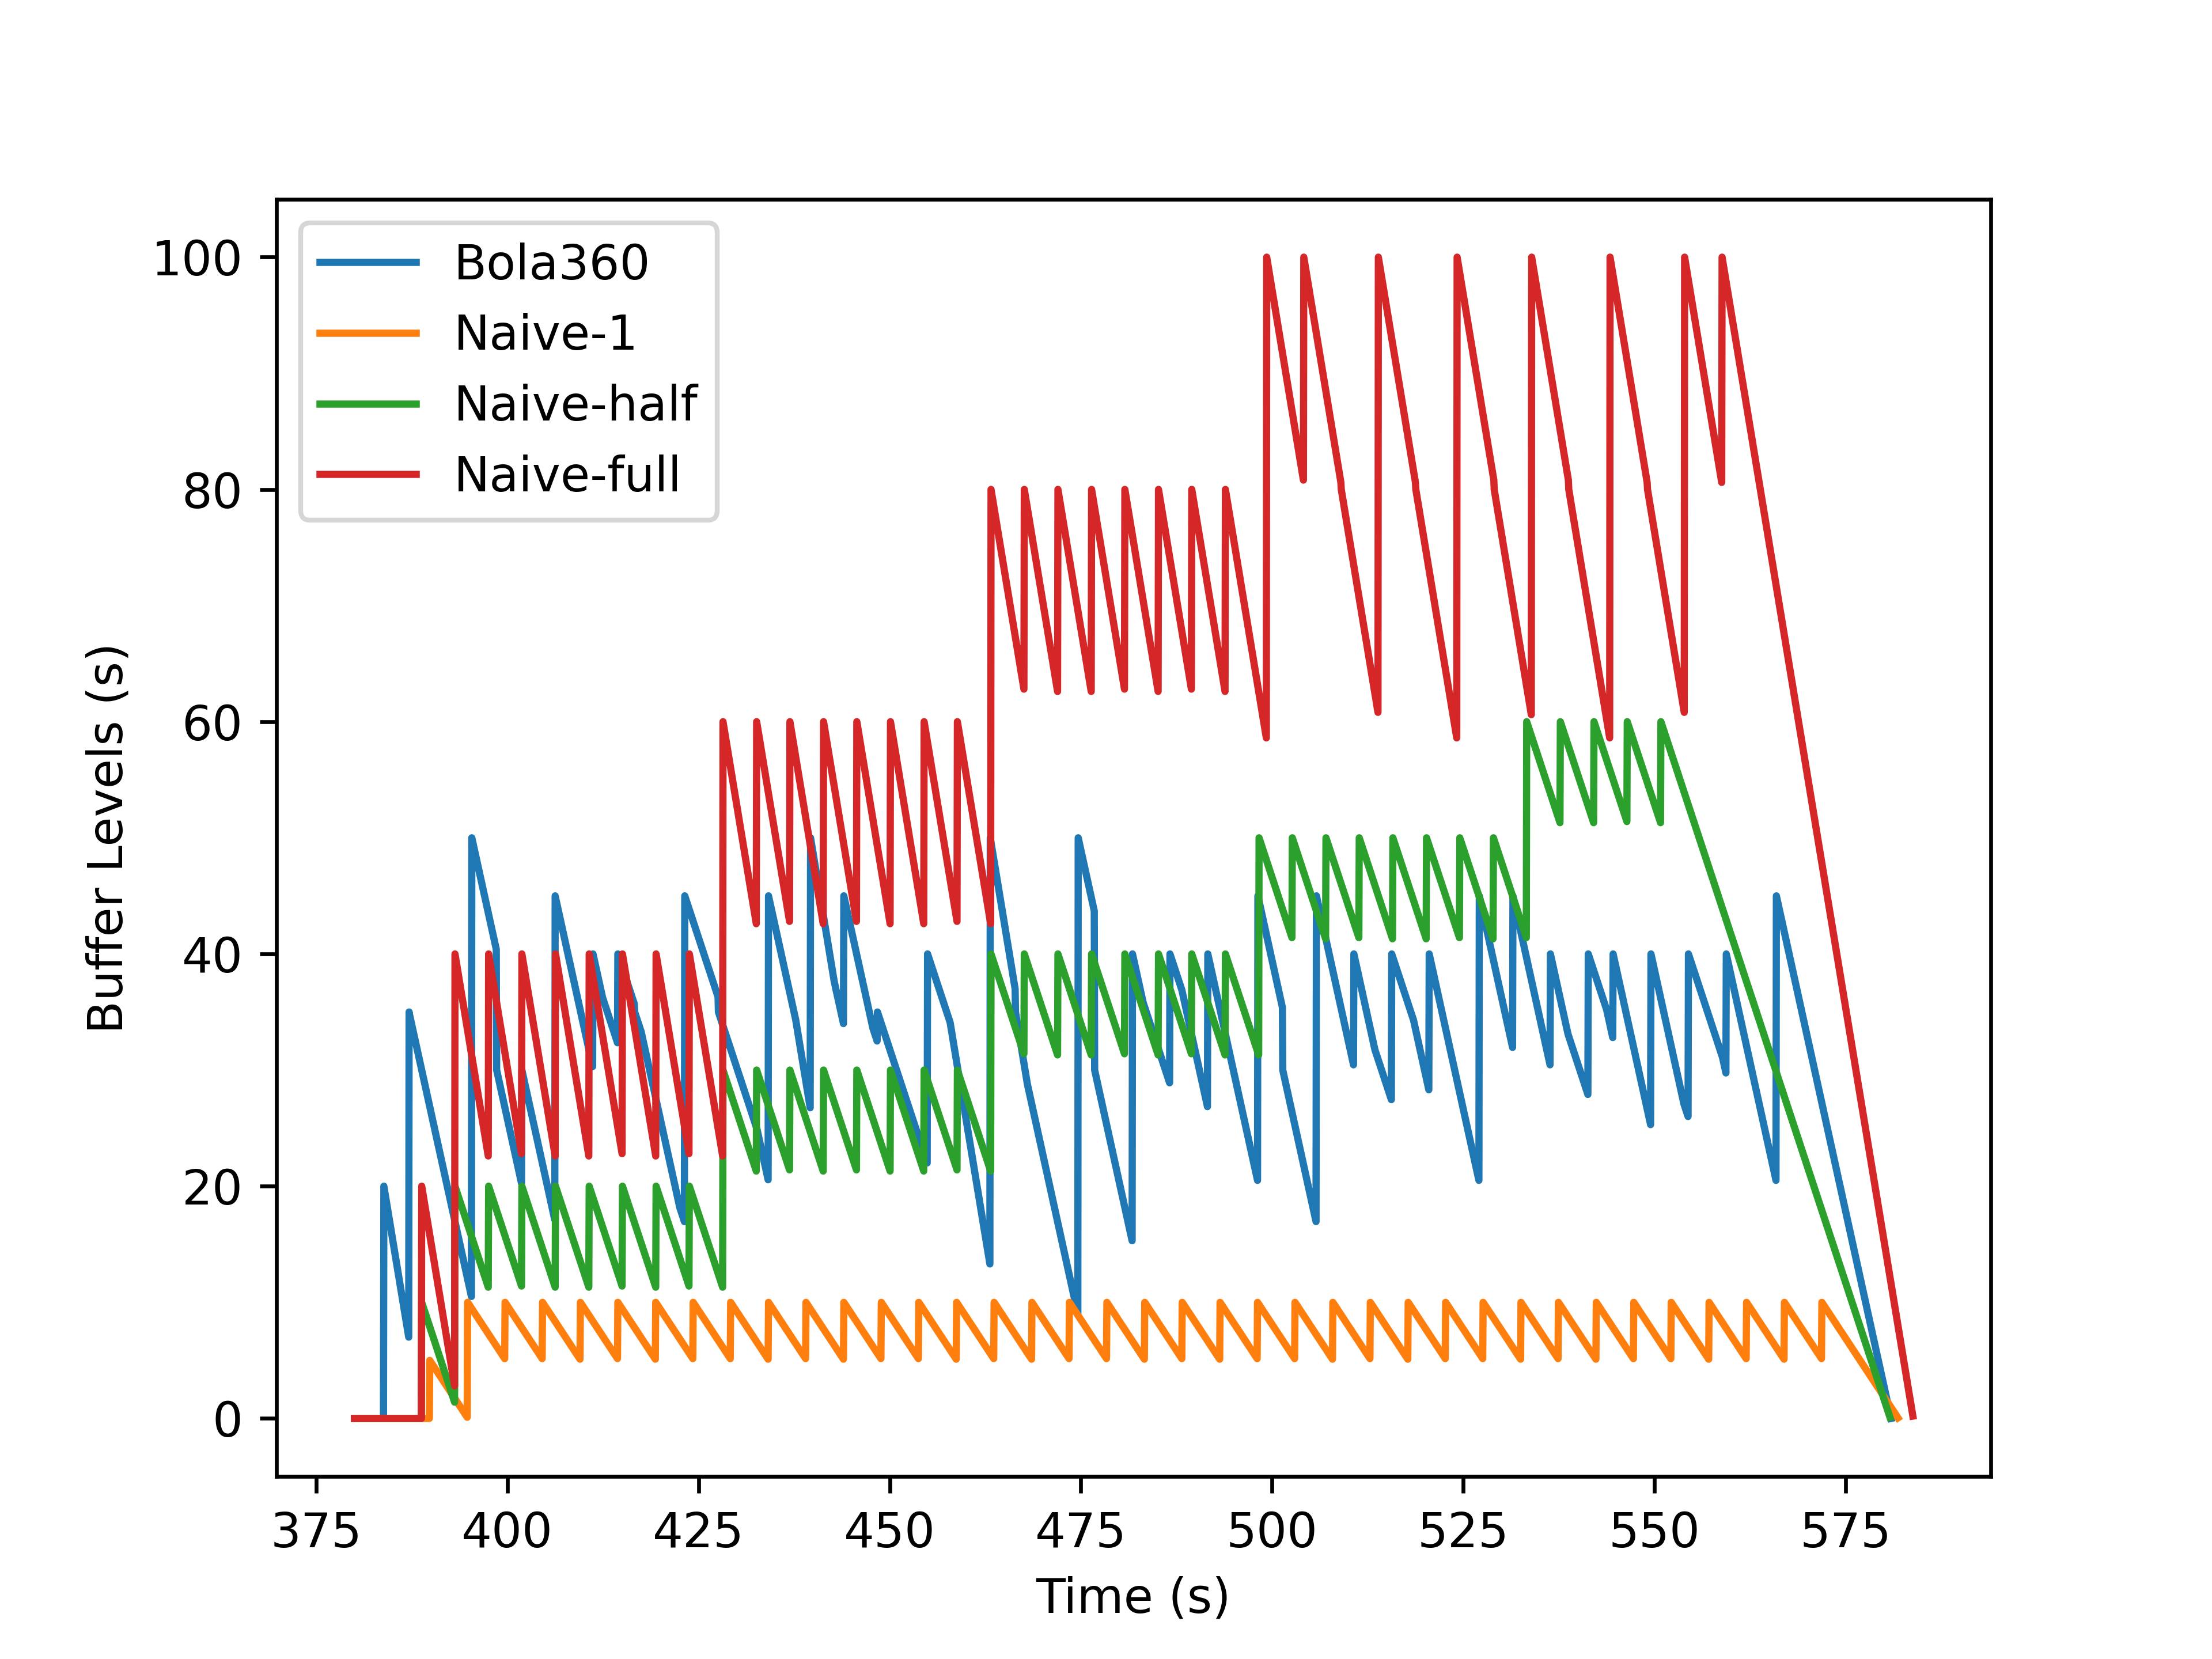 Bola360
Naive-1
Naive-half
Naive-full
100
80
60
40
20
0
Buffer Levels (s)
375 400 425 450 475 500 525 550 575
Time (s)